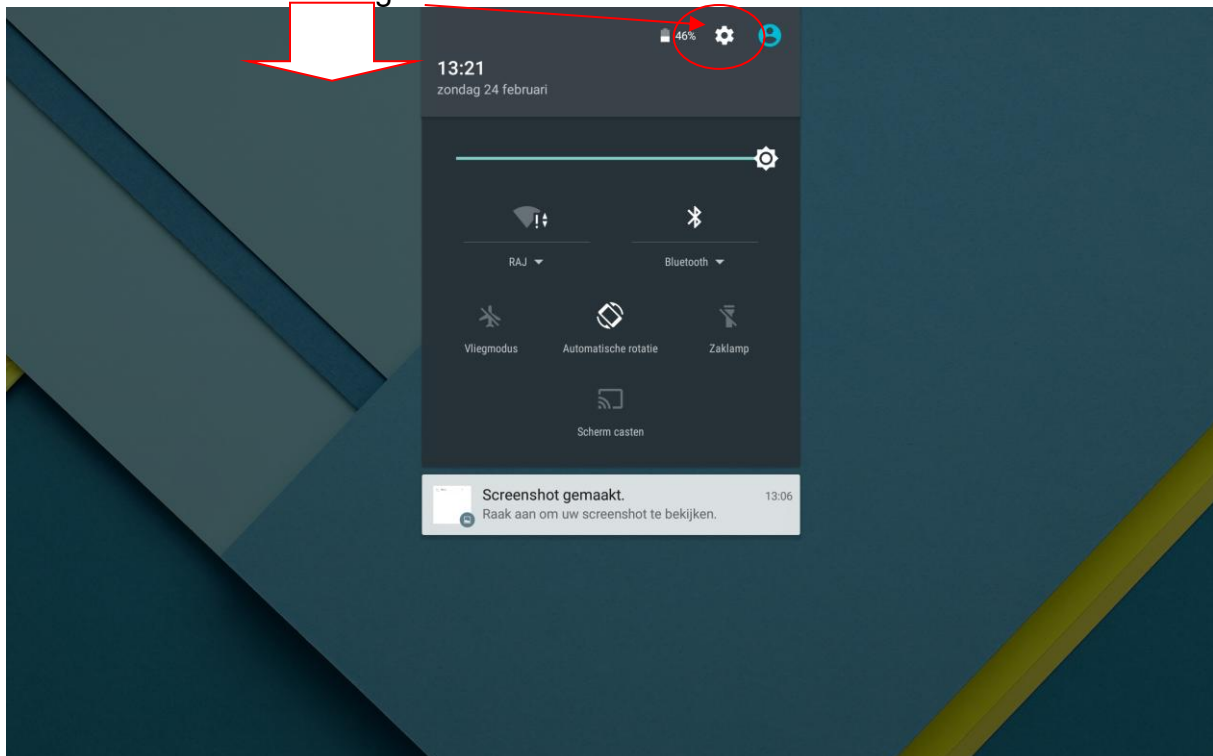 46%
13:21
zondag 24 februari
RAJ
Bluetooth
Vliegmodus
Automatische rotatie
Zaklamp
Scherm casten
Screenshot gemaakt.
13:06
Raak aan om uw screenshot te bekijken.